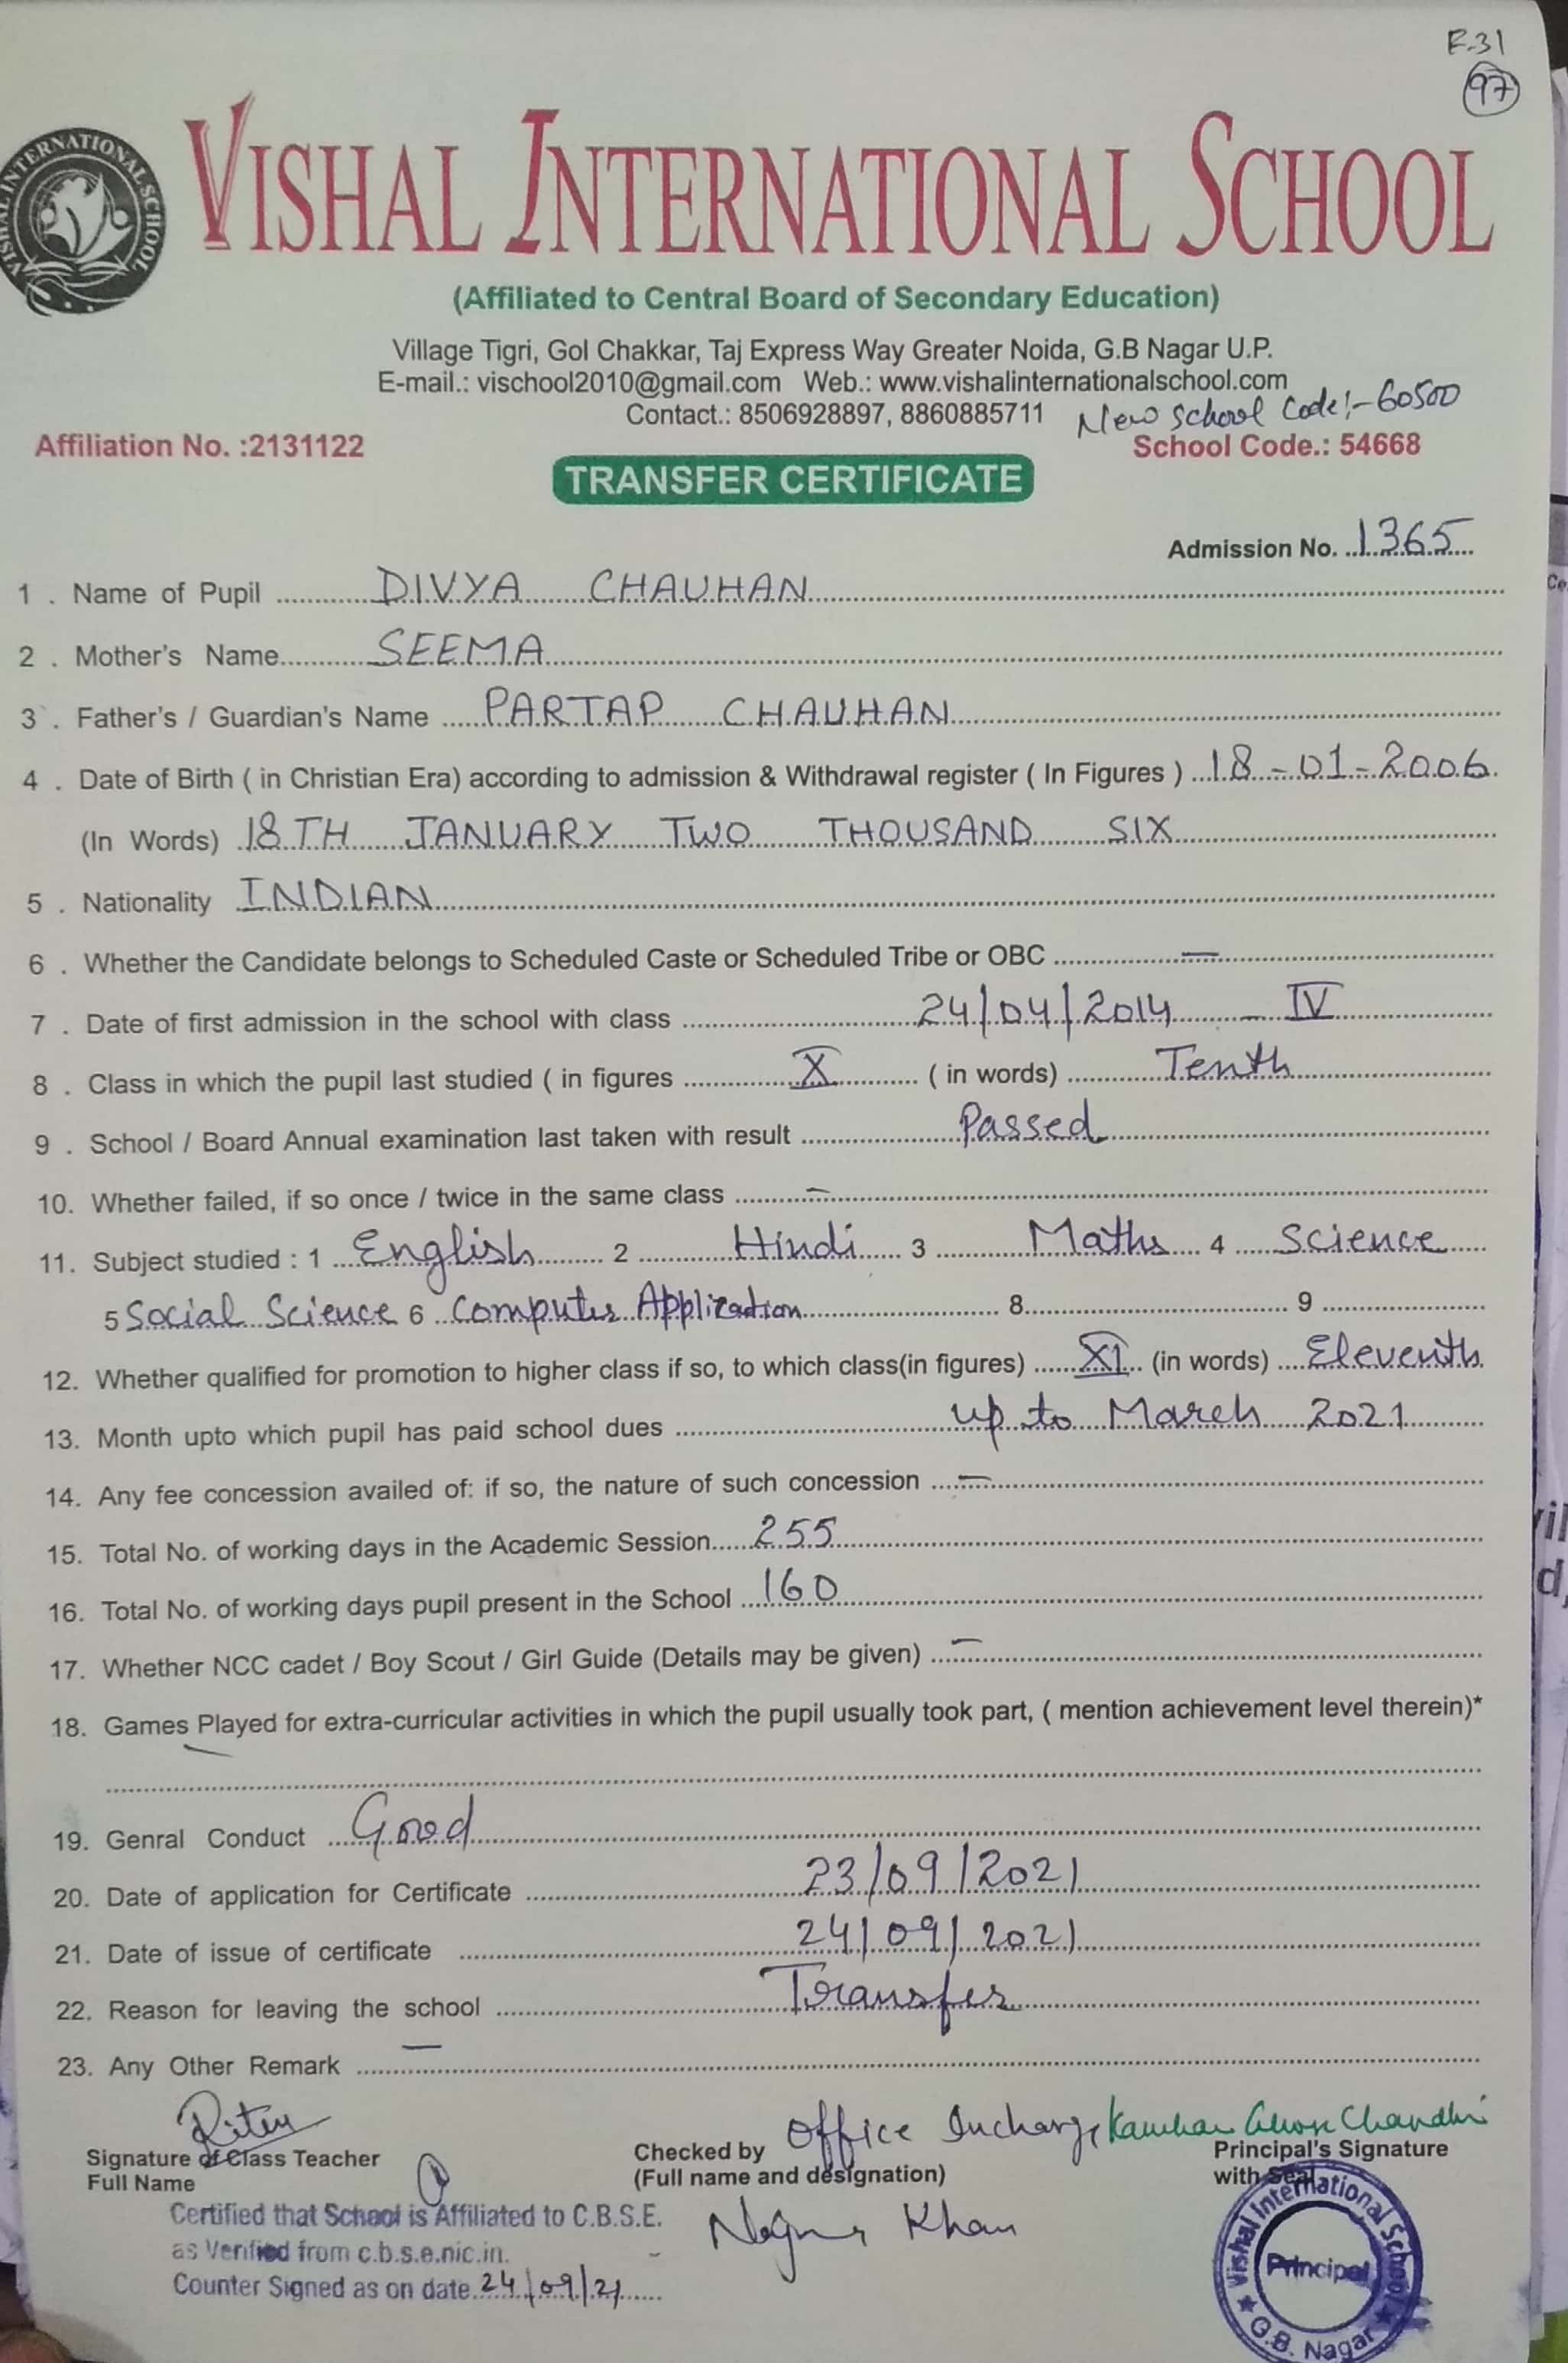 F-31
97
VISHAL INTERNATIONAL SCHOOL
VISHAL INTERNATIONAL SCHOOL
(Affiliated to Central Board of Secondary Education)
Village Tigri, Gol Chakkar, Taj Express Way Greater Noida, G.B Nagar U.P.
E-mail.: vischool2010@gmail.com Web.: www.vishalinternationalschool.com
Contact.: 8506928897, 8860885711 New School Code:-60500
Affiliation No. :2131122 School Code.: 54668
TRANSFER CERTIFICATE
Admission No. 1365
1 . Name of Pupil DIVYA CHAUHAN
2 . Mother's Name SEEMA
3 . Father's / Guardian's Name PARTAP CHAUHAN
4 . Date of Birth ( in Christian Era) according to admission & Withdrawal register ( In Figures ) 18-01-2006
(In Words) 18TH JANUARY TWO THOUSAND SIX
5 . Nationality INDIAN
6 . Whether the Candidate belongs to Scheduled Caste or Scheduled Tribe or OBC —
7 . Date of first admission in the school with class 24/04/2014 - IV
8 . Class in which the pupil last studied ( in figures X ( in words) Tenth
9 . School / Board Annual examination last taken with result Passed
10. Whether failed, if so once / twice in the same class —
11. Subject studied : 1 English 2 Hindi 3 Maths 4 Science
5 Social Science 6 Computer Application 8 9
12. Whether qualified for promotion to higher class if so, to which class(in figures) XI (in words) Eleventh
13. Month upto which pupil has paid school dues up to March 2021
14. Any fee concession availed of: if so, the nature of such concession —
15. Total No. of working days in the Academic Session 255
16. Total No. of working days pupil present in the School 160
17. Whether NCC cadet / Boy Scout / Girl Guide (Details may be given) —
18. Games Played for extra-curricular activities in which the pupil usually took part, ( mention achievement level therein)*
—
19. Genral Conduct Good
20. Date of application for Certificate 23/09/2021
21. Date of issue of certificate 24/09/2021
22. Reason for leaving the school Transfer
23. Any Other Remark —
Ritu Office Incharge
Signature of Class Teacher Checked by Principal's Signature
Full Name (Full name and designation) with Seal
Certified that School is Affiliated to C.B.S.E. Khan
as Verified from c.b.s.e.nic.in.
Counter Signed as on date 24/09/21
Vishal International School
Principal
G.B. Nagar